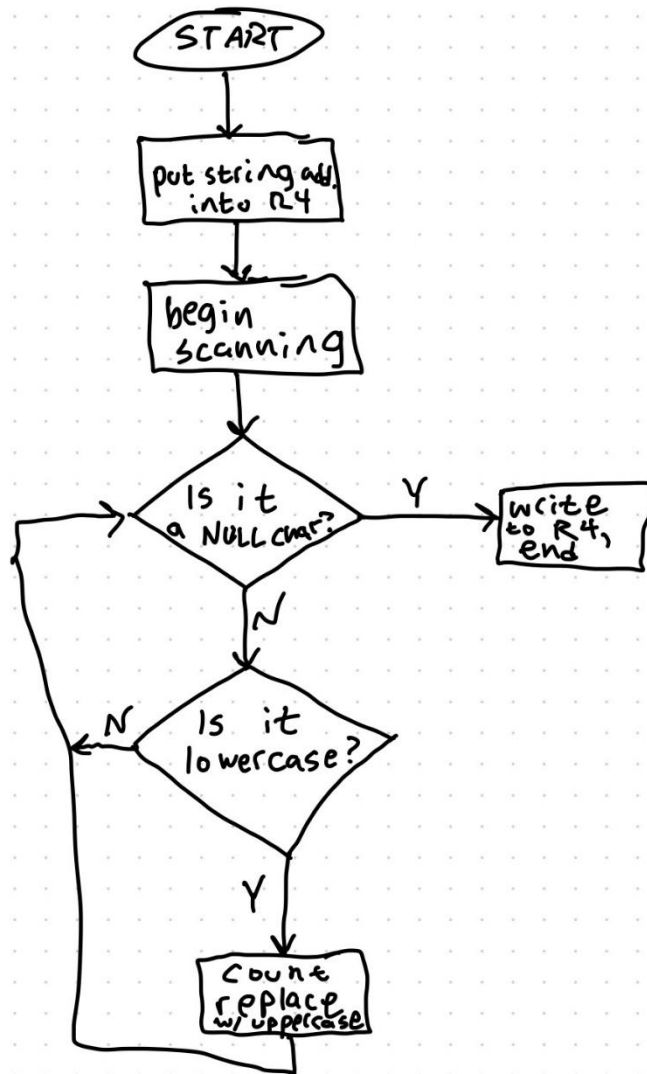 START
put string add.
into R4
begin
scanning
Is it
a NULL char?
Y
write
to R4,
end
N
Is it
lowercase?
N
Y
Count
replace
w/ uppercase